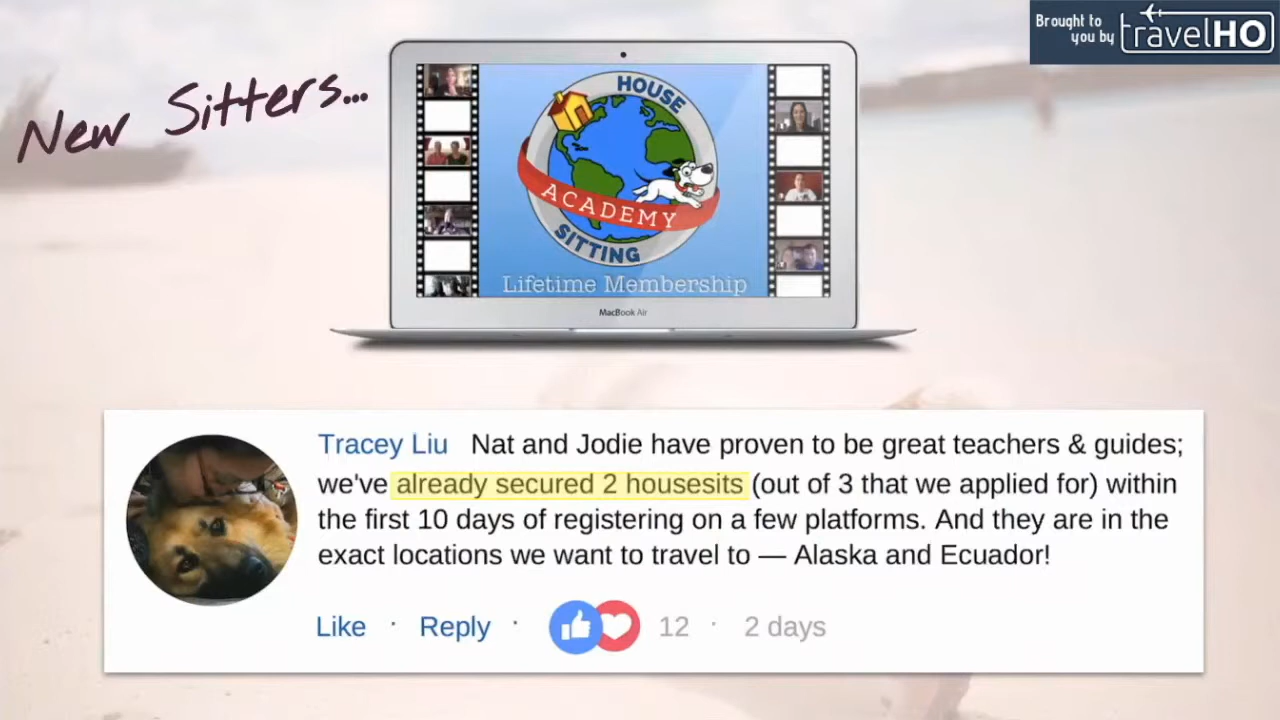 Brought to
you by travelHO
New Sitters...
HOUSE
ACADEMY
SITTING
Lifetime Membership
MacBook Air
Tracey Liu Nat and Jodie have proven to be great teachers & guides;
we've already secured 2 housesits (out of 3 that we applied for) within
the first 10 days of registering on a few platforms. And they are in the
exact locations we want to travel to — Alaska and Ecuador!
Like · Reply · 12 · 2 days